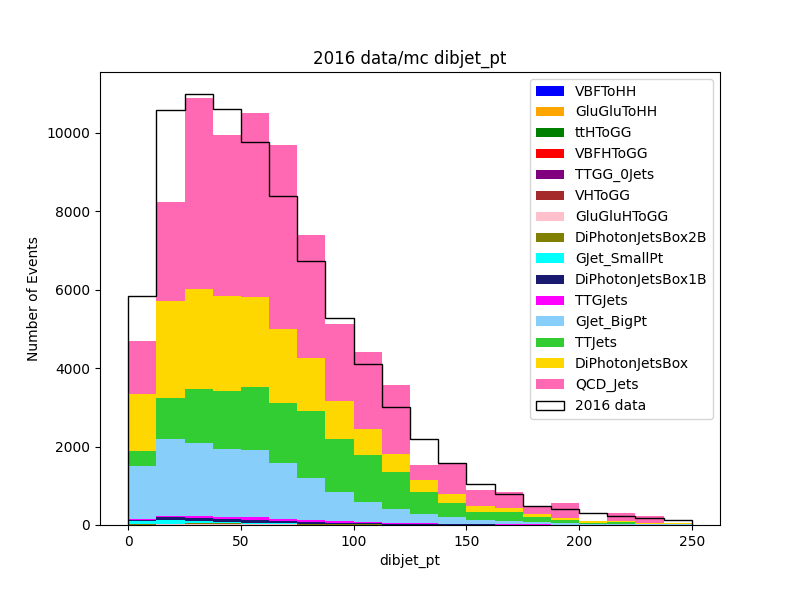 2016 data/mc dibjet_pt
Number of Events
10000
8000
6000
4000
2000
0
0
50
100
150
200
250
dibjet_pt
VBFToHH
GluGluToHH
ttHToGG
VBFHToGG
TTGG_0Jets
VHToGG
GluGluHToGG
DiPhotonJetsBox2B
GJet_SmallPt
DiPhotonJetsBox1B
TTGJets
GJet_BigPt
TTJets
DiPhotonJetsBox
QCD_Jets
2016 data